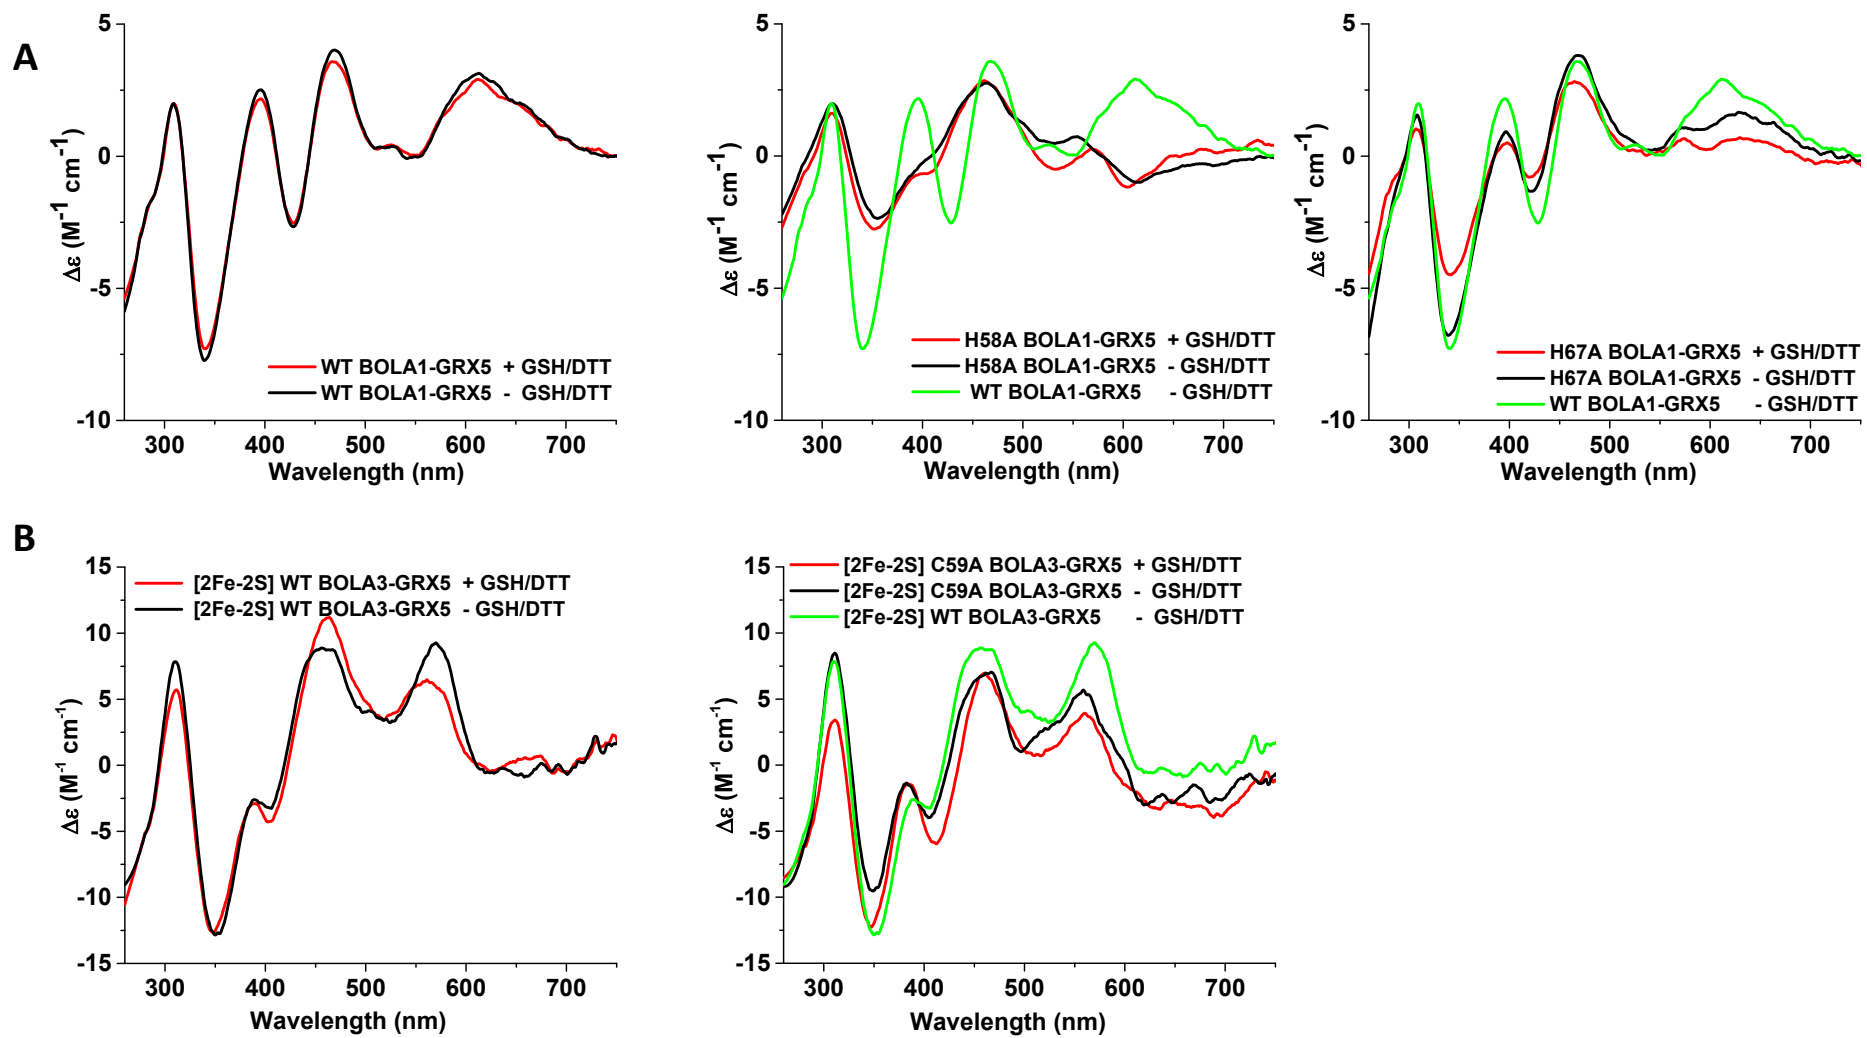 A
5
0
-5
-10
Δε (M⁻¹ cm⁻¹)
WT BOLA1-GRX5 + GSH/DTT
WT BOLA1-GRX5 - GSH/DTT
300 400 500 600 700
Wavelength (nm)
5
0
-5
-10
Δε (M⁻¹ cm⁻¹)
H58A BOLA1-GRX5 + GSH/DTT
H58A BOLA1-GRX5 - GSH/DTT
WT BOLA1-GRX5 - GSH/DTT
300 400 500 600 700
Wavelength (nm)
5
0
-5
-10
Δε (M⁻¹ cm⁻¹)
H67A BOLA1-GRX5 + GSH/DTT
H67A BOLA1-GRX5 - GSH/DTT
WT BOLA1-GRX5 - GSH/DTT
300 400 500 600 700
Wavelength (nm)
B
15
10
5
0
-5
-10
-15
Δε (M⁻¹ cm⁻¹)
[2Fe-2S] WT BOLA3-GRX5 + GSH/DTT
[2Fe-2S] WT BOLA3-GRX5 - GSH/DTT
300 400 500 600 700
Wavelength (nm)
15
10
5
0
-5
-10
-15
Δε (M⁻¹ cm⁻¹)
[2Fe-2S] C59A BOLA3-GRX5 + GSH/DTT
[2Fe-2S] C59A BOLA3-GRX5 - GSH/DTT
[2Fe-2S] WT BOLA3-GRX5 - GSH/DTT
300 400 500 600 700
Wavelength (nm)